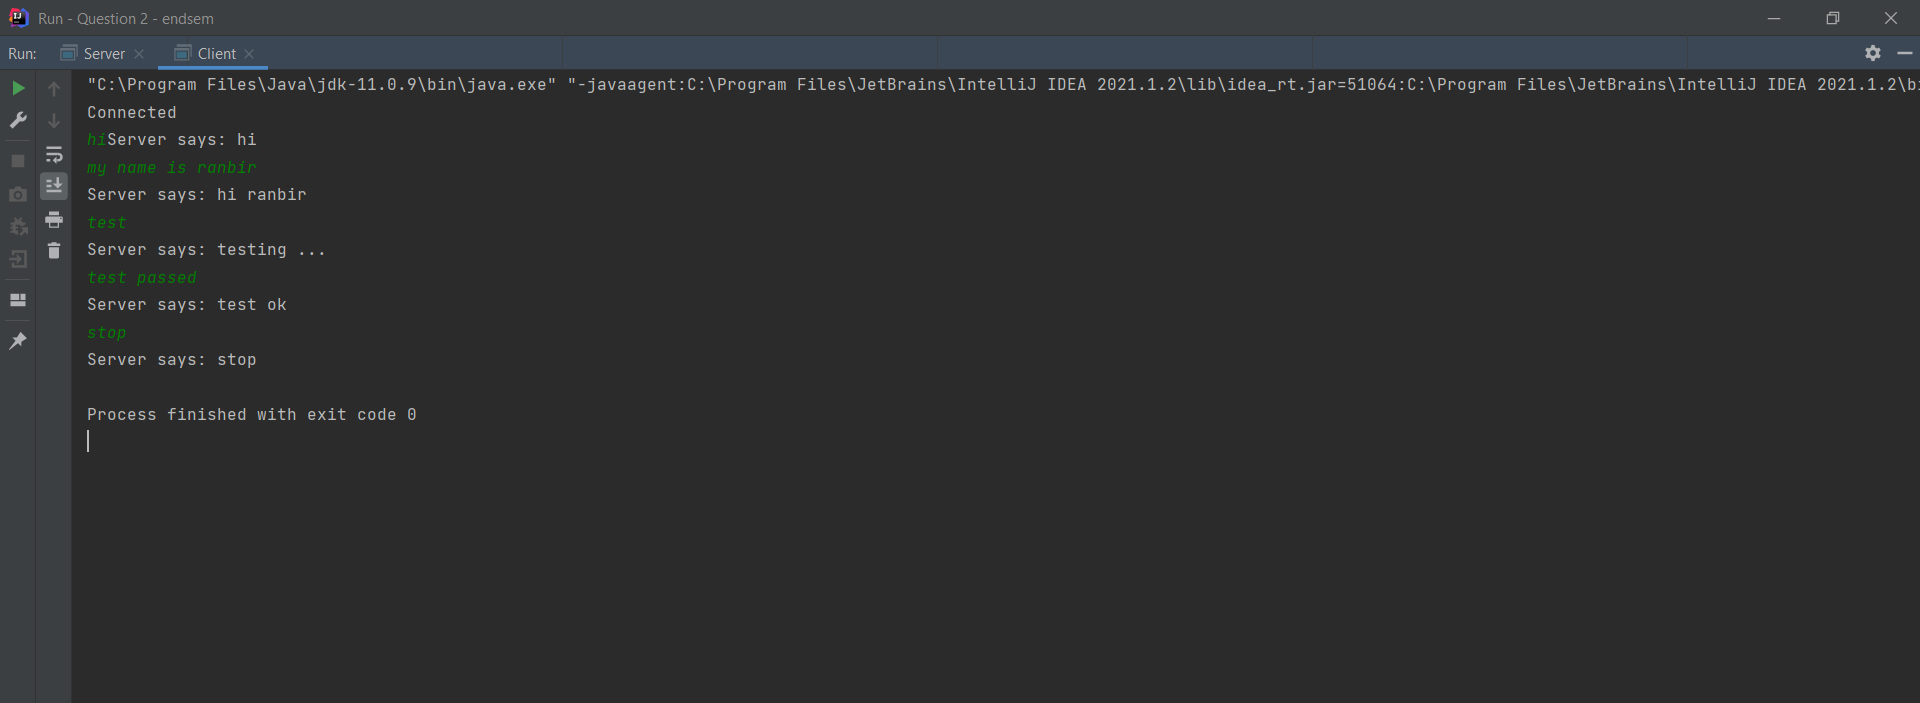 Run - Question 2 - endsem
Run: Server Client
"C:\Program Files\Java\jdk-11.0.9\bin\java.exe" "-javaagent:C:\Program Files\JetBrains\IntelliJ IDEA 2021.1.2\lib\idea_rt.jar=51064:C:\Program Files\JetBrains\IntelliJ IDEA 2021.1.2\bi
Connected
hiServer says: hi
my name is ranbir
Server says: hi ranbir
test
Server says: testing ...
test passed
Server says: test ok
stop
Server says: stop
Process finished with exit code 0